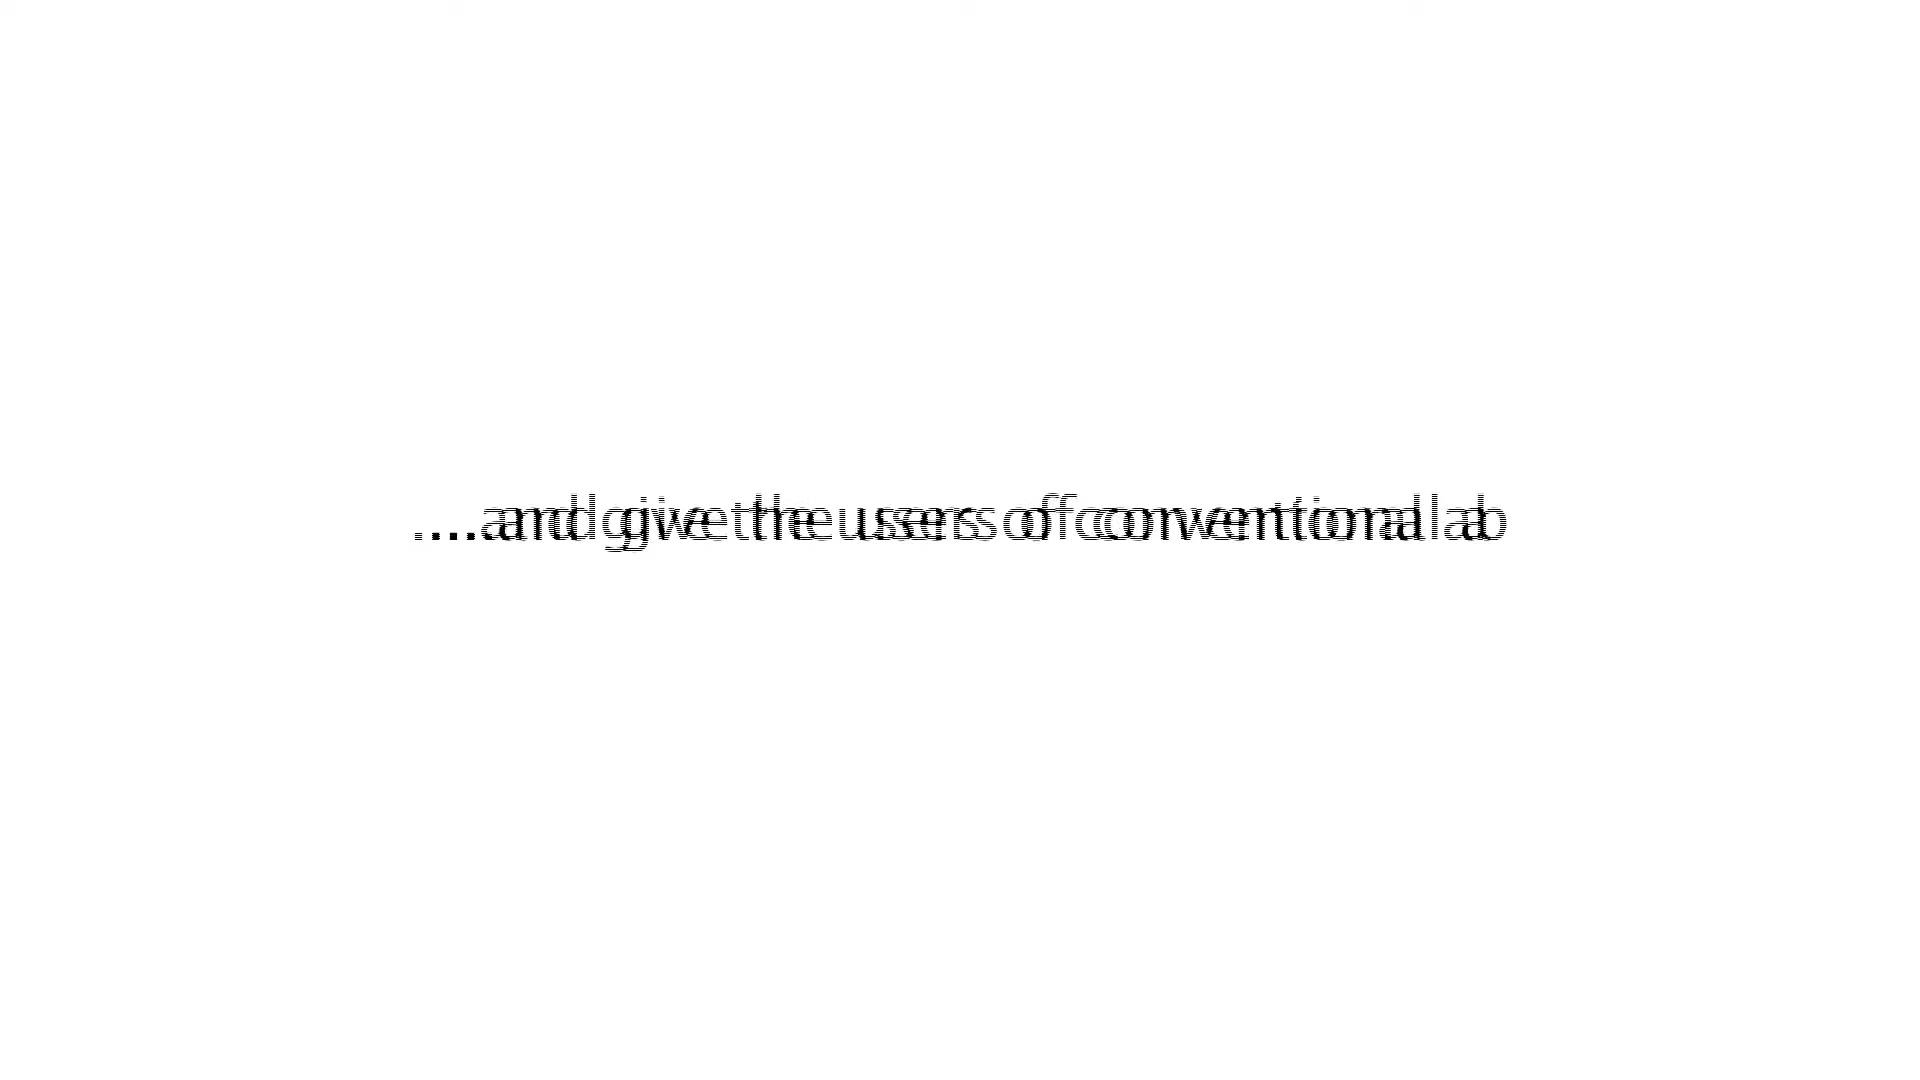 ....and give the users of conventional ab